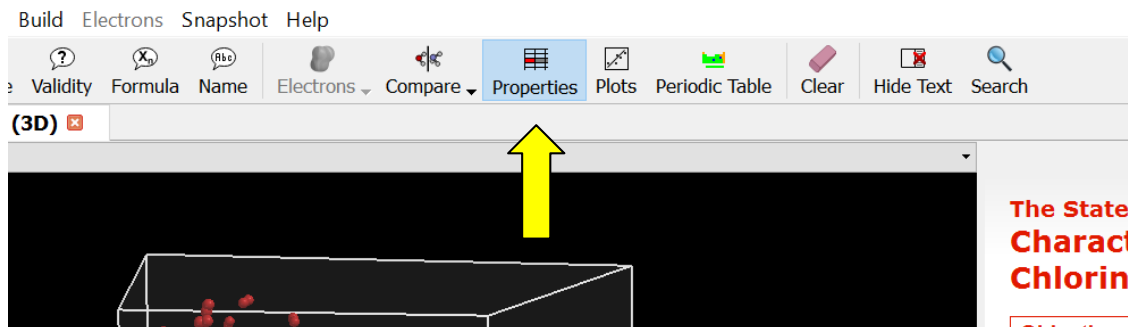 Build Electrons Snapshot Help
Validity Formula Name Electrons Compare Properties Plots Periodic Table Clear Hide Text Search
(3D)
The State
Charact
Chlorin